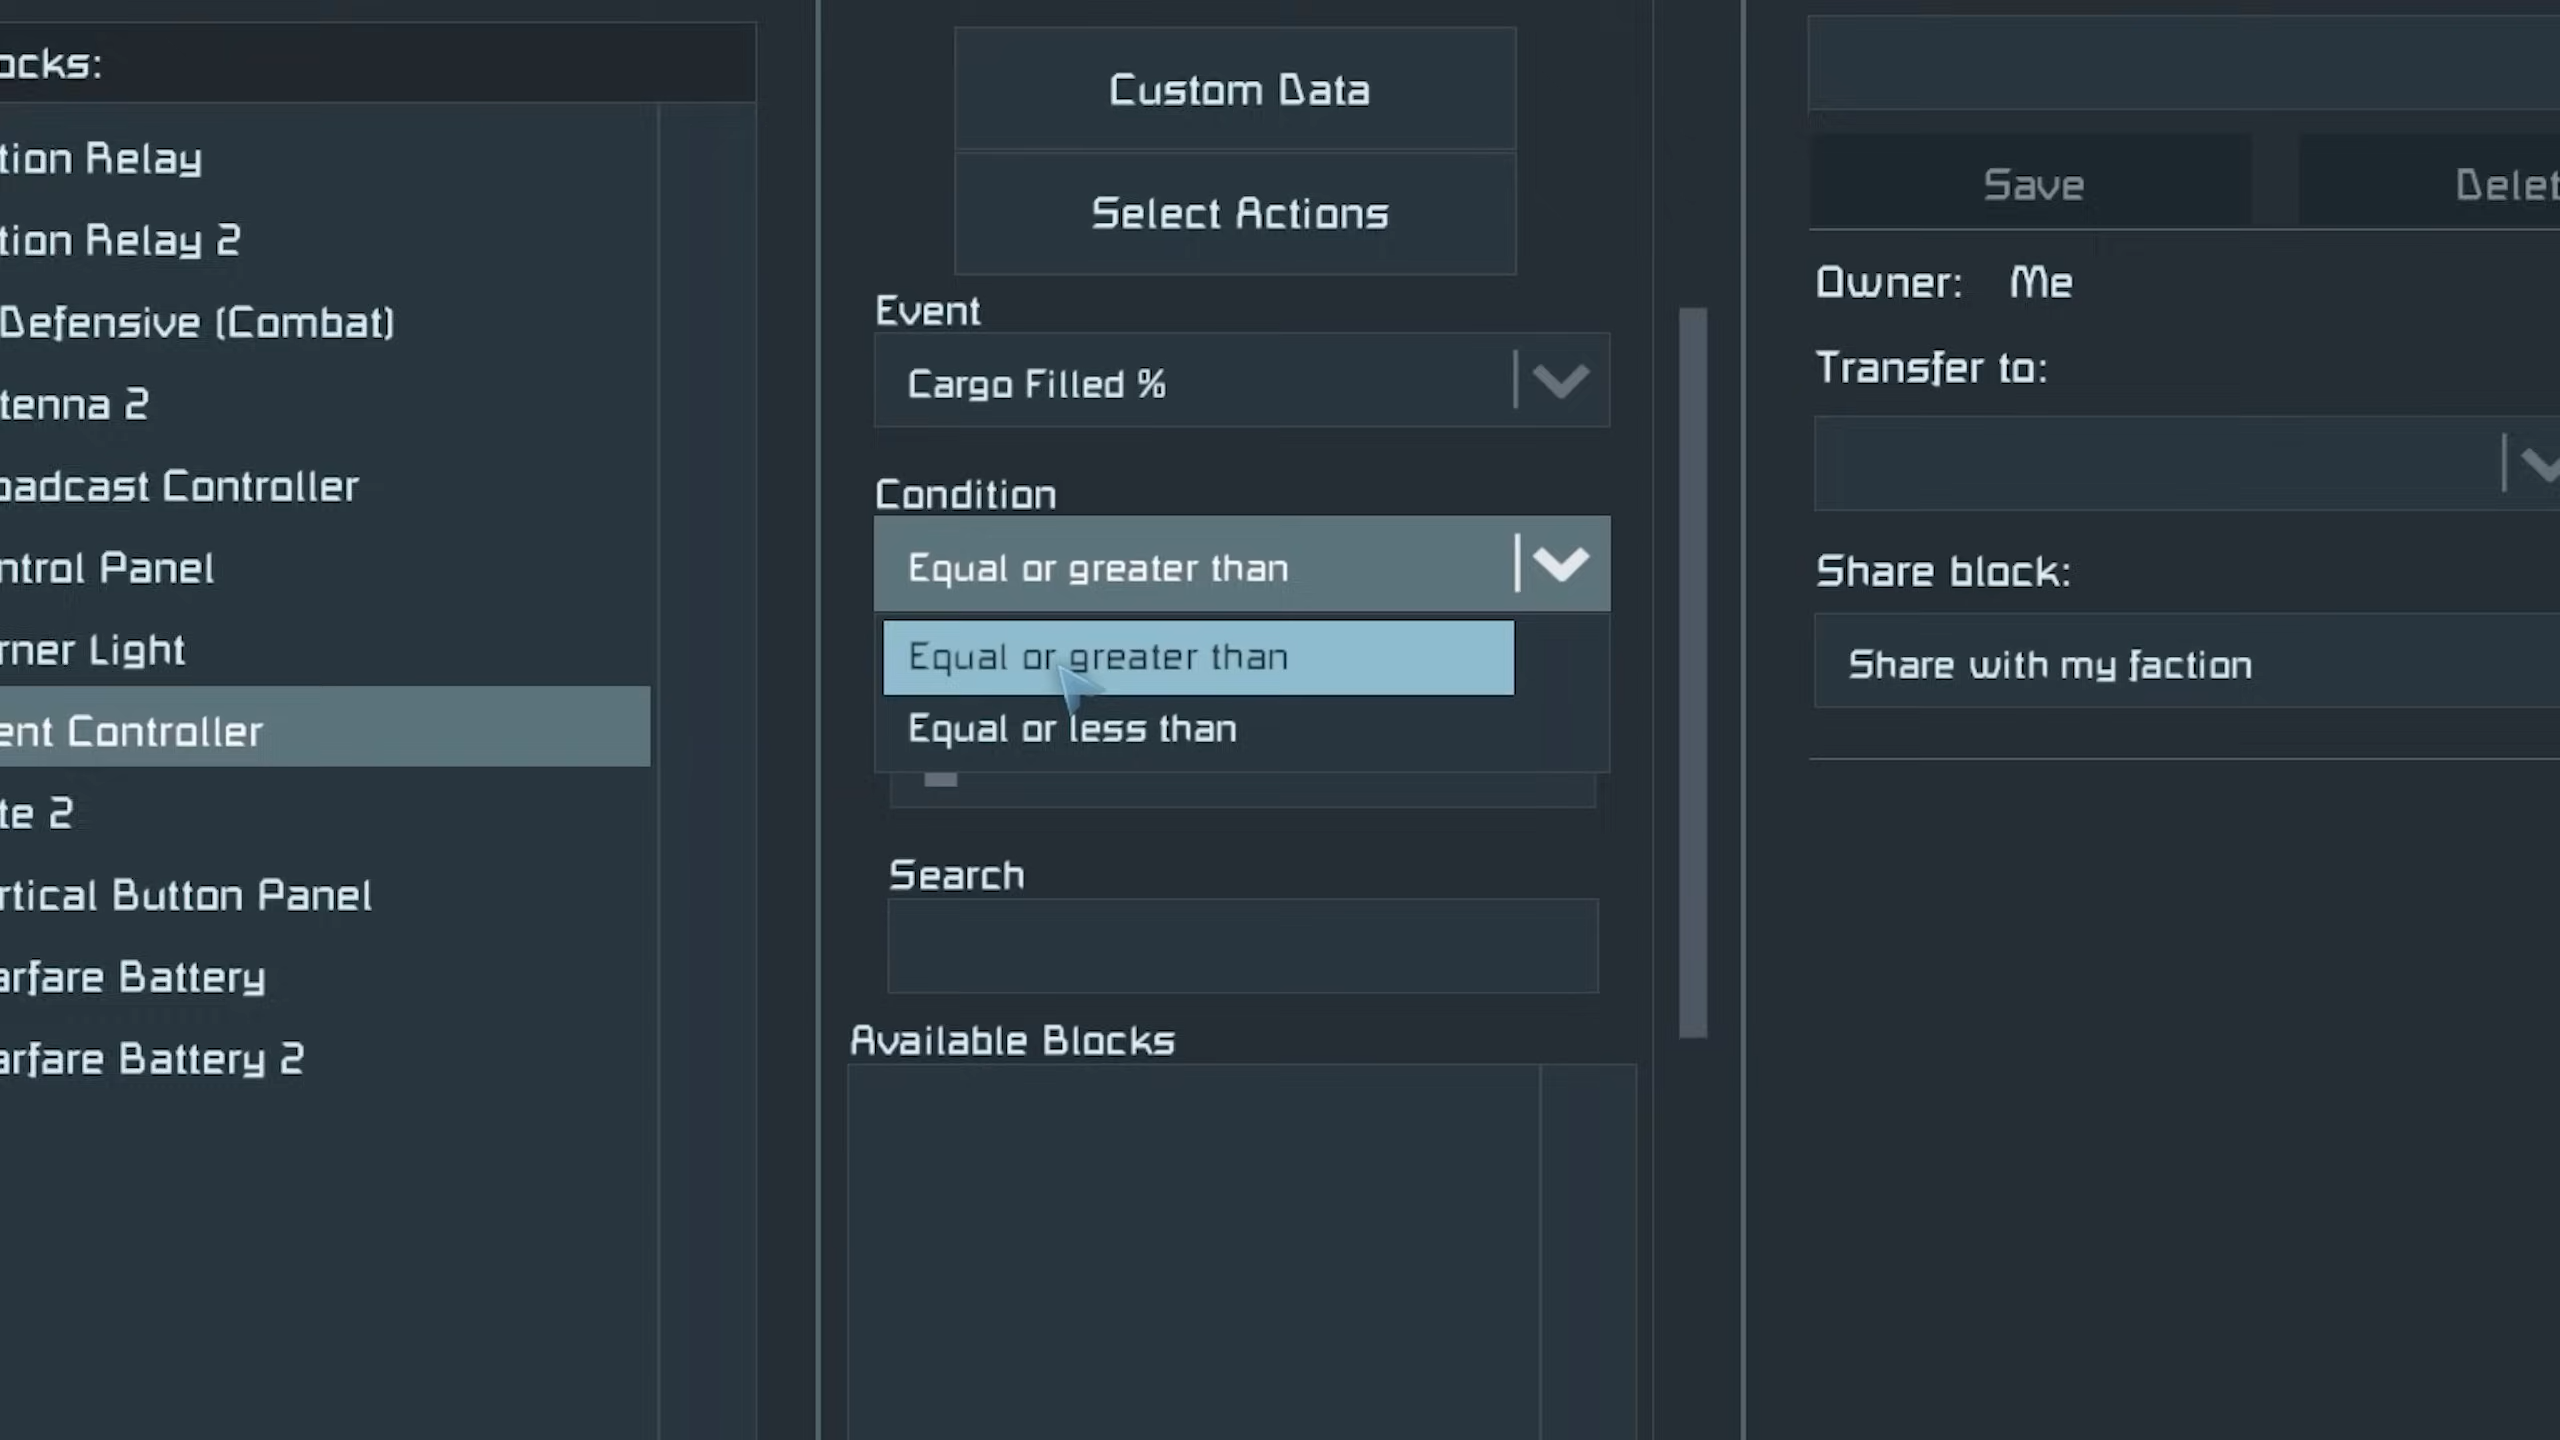 ocks:
tion Relay
tion Relay 2
Defensive (Combat)
tenna 2
oadcast Controller
ntrol Panel
rner Light
ent Controller
te 2
rtical Button Panel
arfare Battery
arfare Battery 2
Custom Data
Select Actions
Event
Cargo Filled %
Condition
Equal or greater than
Equal or greater than
Equal or less than
Search
Available Blocks
Save
Delet
Owner: Me
Transfer to:
Share block:
Share with my faction